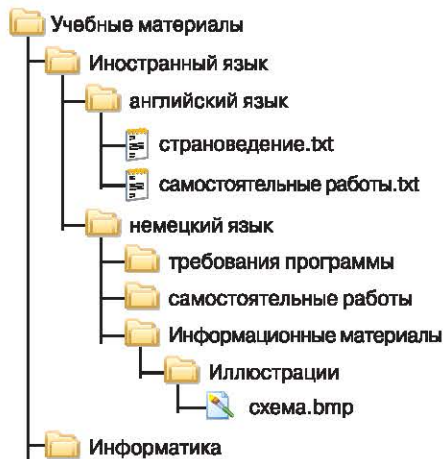 Учебные материалы
Иностранный язык
английский язык
страноведение.txt
самостоятельные работы.txt
немецкий язык
требования программы
самостоятельные работы
Информационные материалы
Иллюстрации
схема.bmp
Информатика